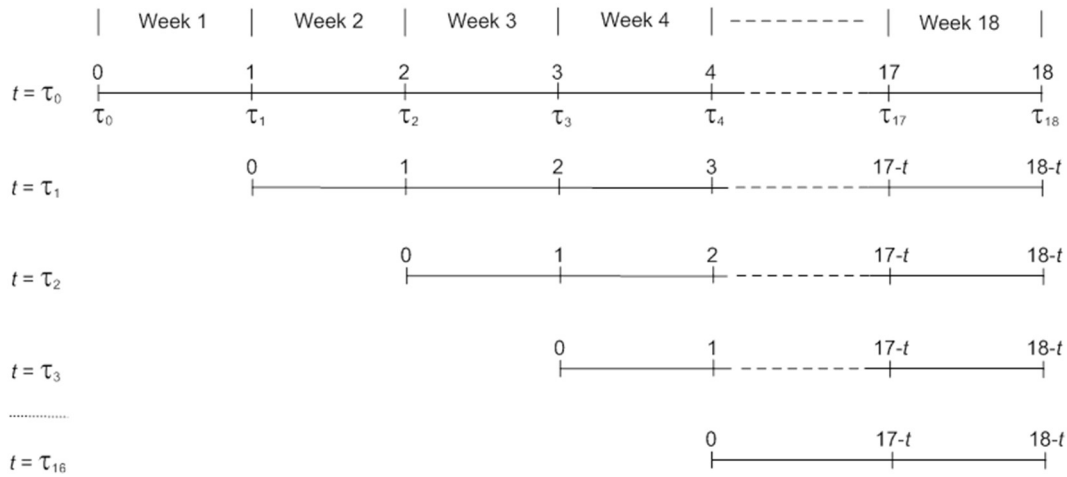 Week 1 Week 2 Week 3 Week 4 Week 18
0 1 2 3 4 17 18
t = τ0
τ0 τ1 τ2 τ3 τ4 τ17 τ18
0 1 2 3 17-t 18-t
t = τ1
0 1 2 17-t 18-t
t = τ2
0 1 17-t 18-t
t = τ3
0 17-t 18-t
t = τ16